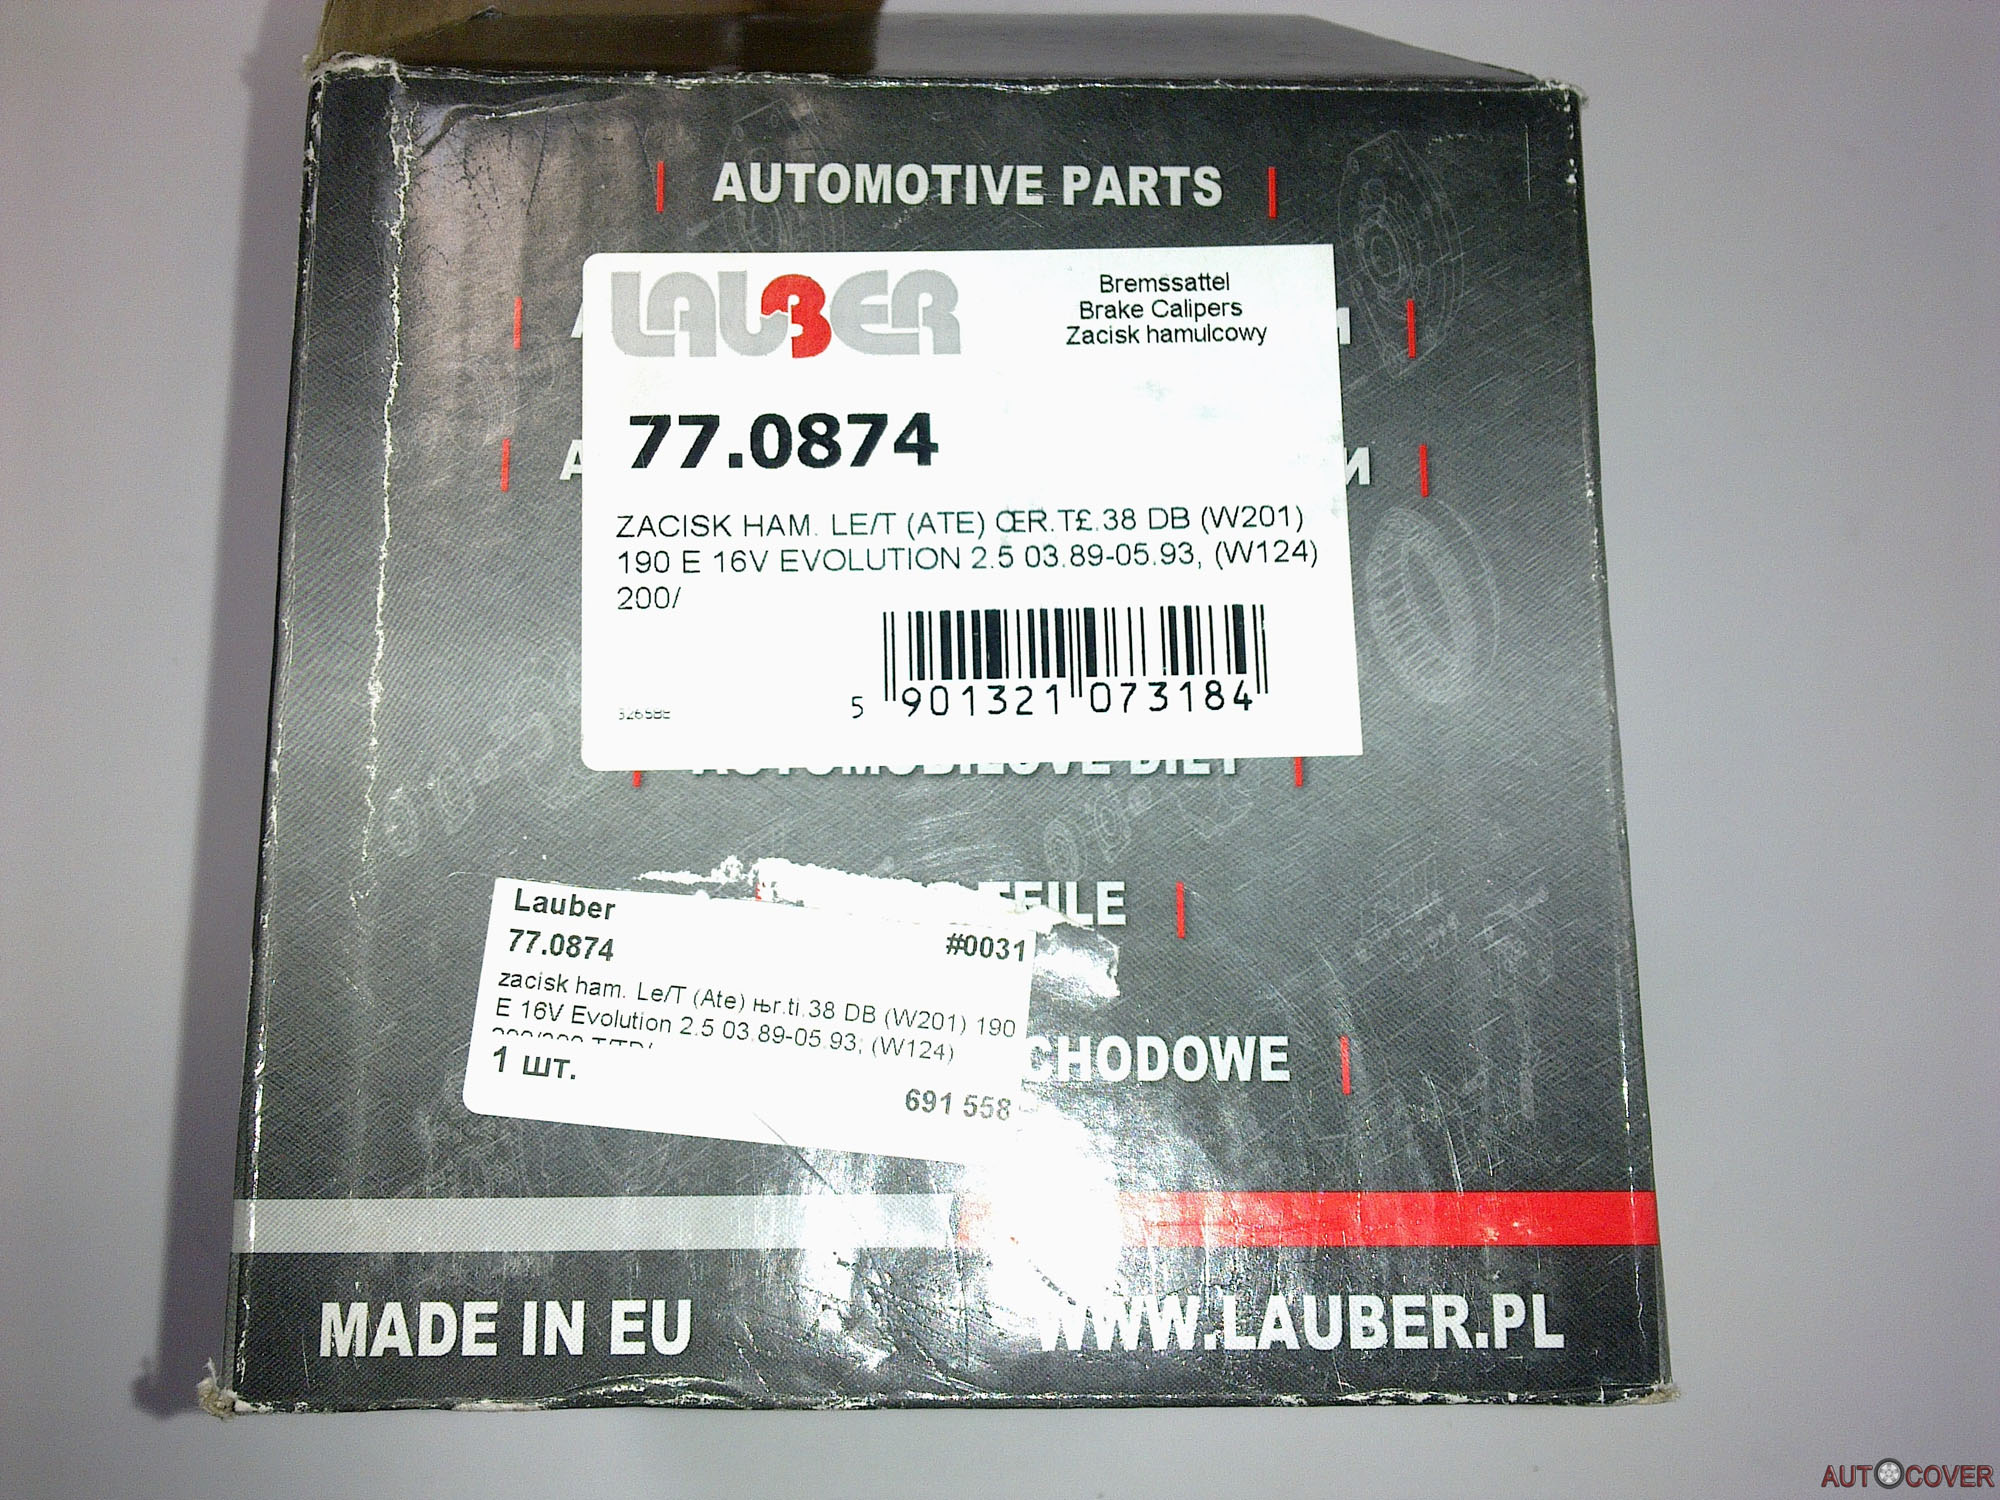 AUTOMOTIVE PARTS
LAUBER
Bremssattel
Brake Calipers
Zacisk hamulcowy
77.0874
ZACISK HAM. LE/T (ATE) ŒR.T£.38 DB (W201)
190 E 16V EVOLUTION 2.5 03.89-05.93, (W124)
200/
5 901321 073184
Lauber
77.0874 #0031
zacisk ham. Le/T (Ate) њr.ti.38 DB (W201) 190
E 16V Evolution 2.5 03.89-05.93; (W124)
1 шт.
691 558
CHODOWE
MADE IN EU
WWW.LAUBER.PL
AUTOCOVER